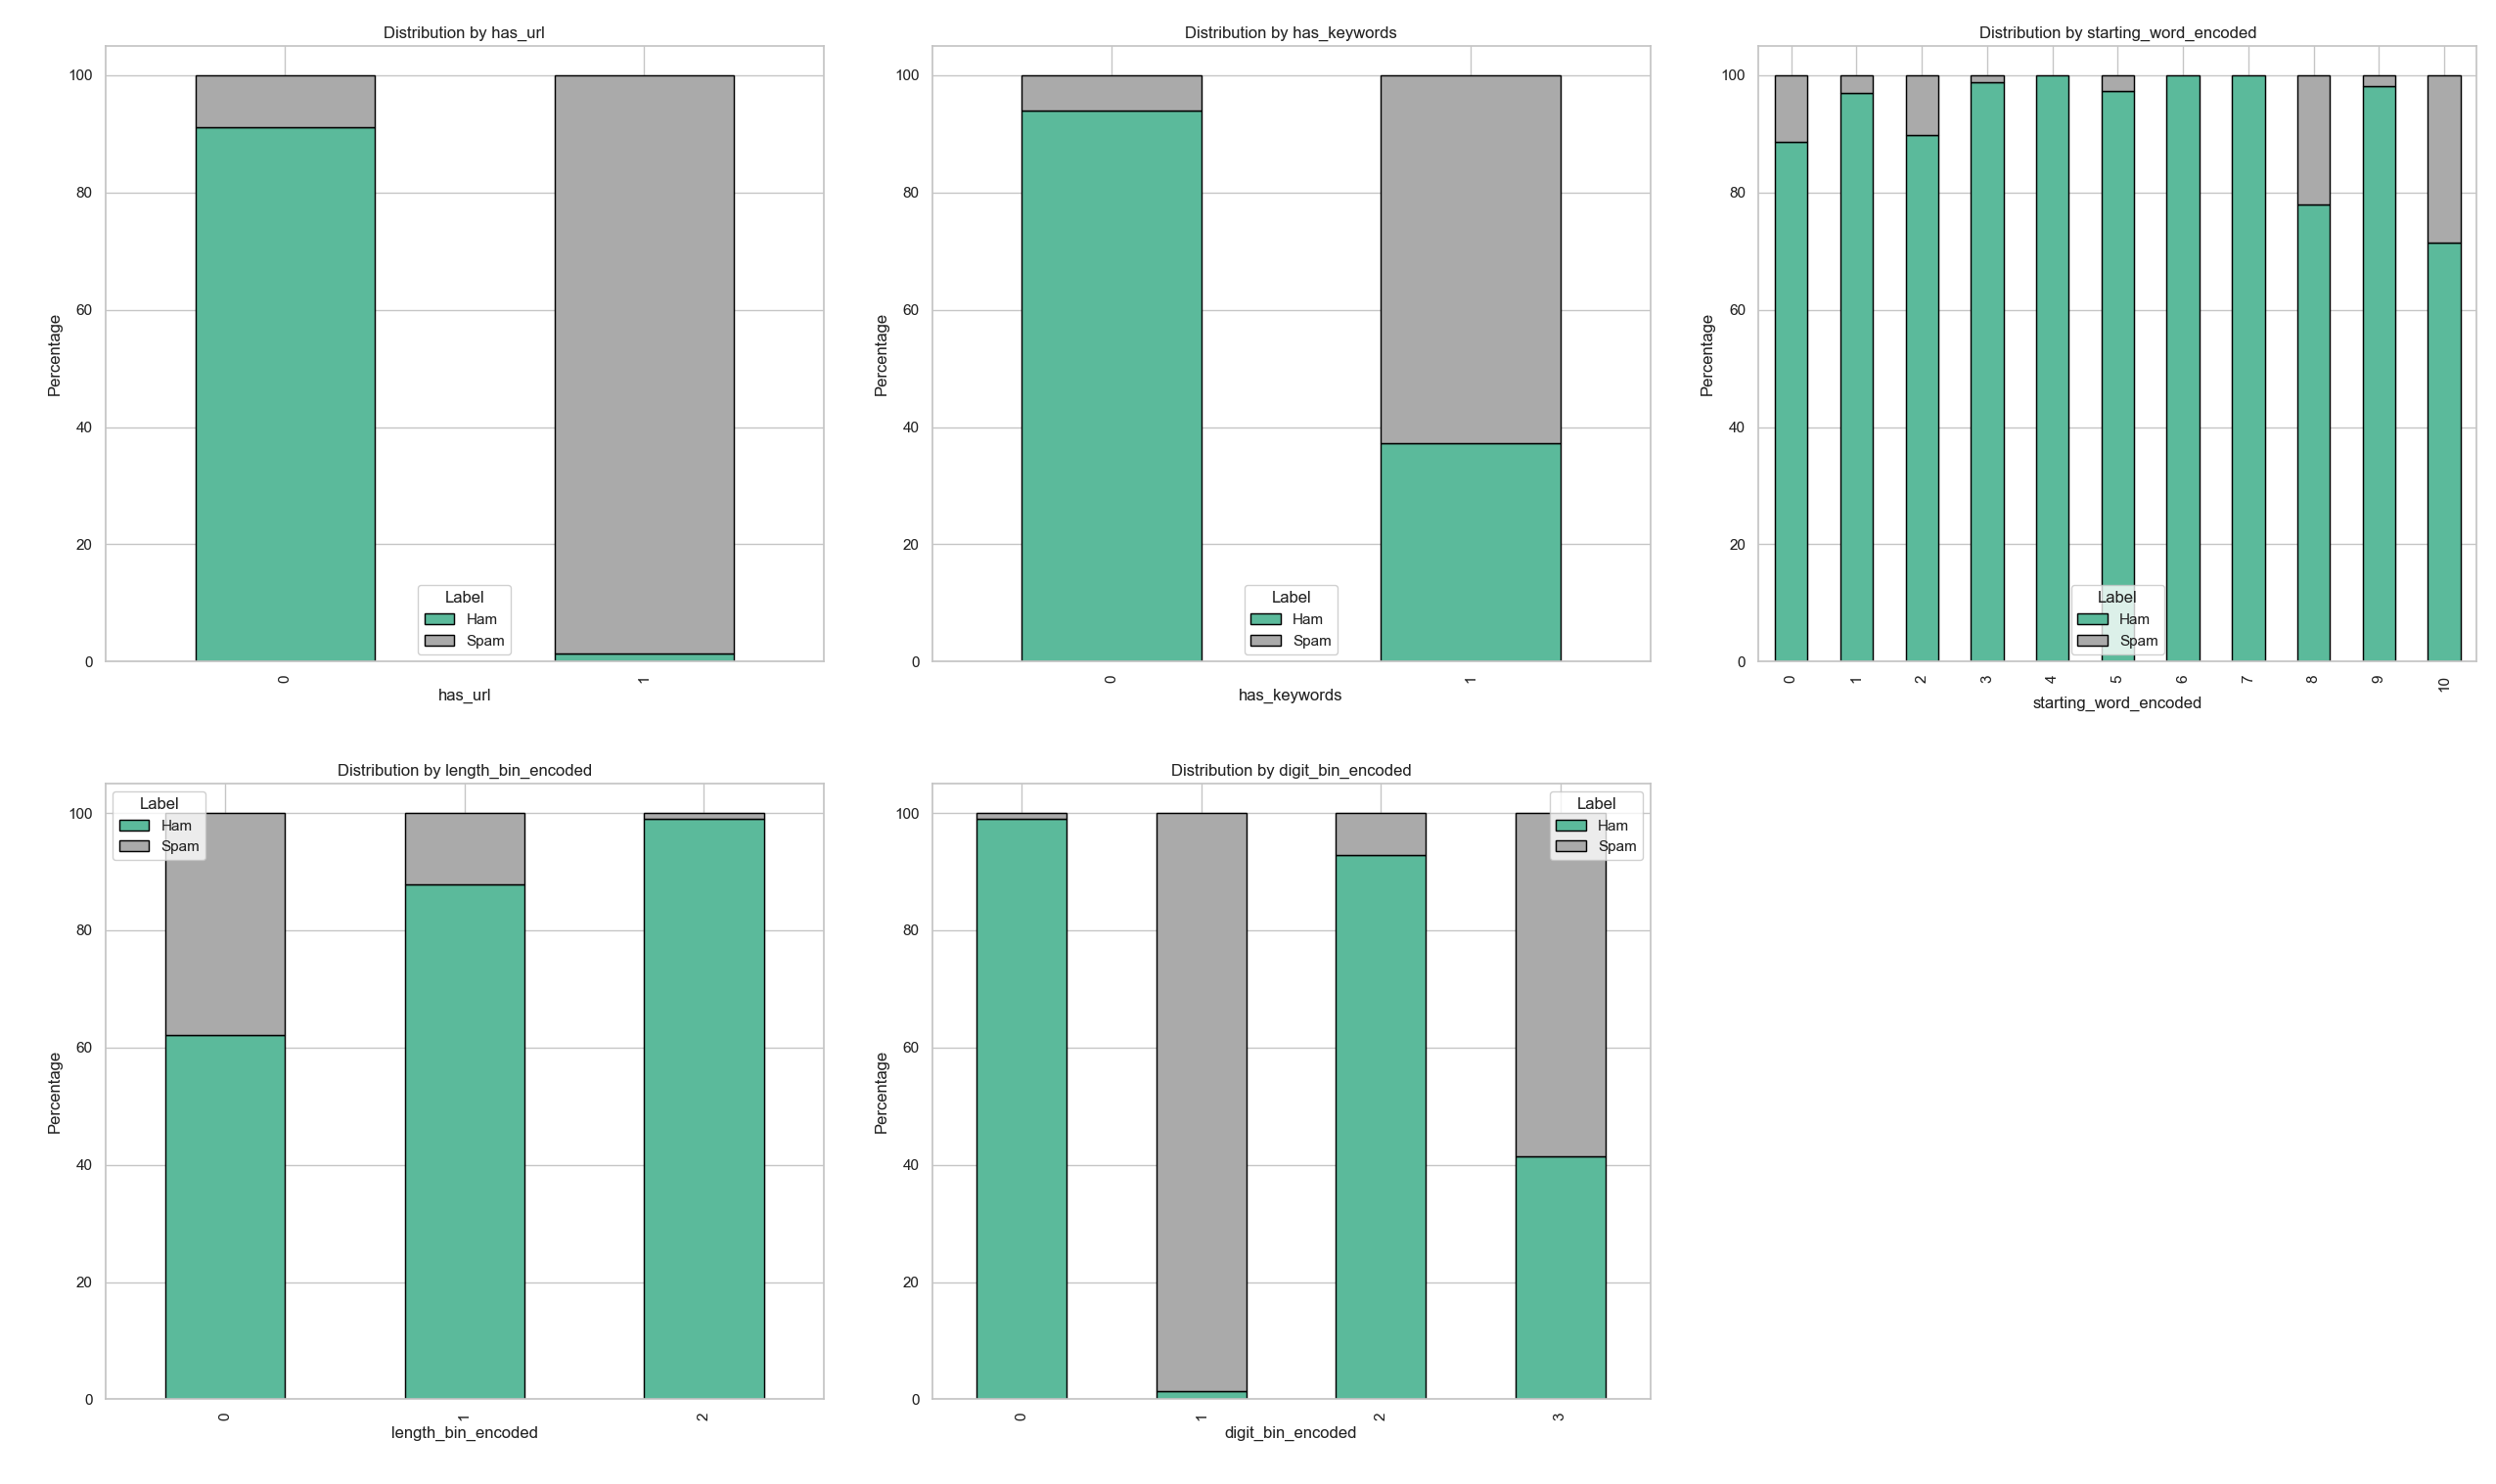 Distribution by has_url
100
80
60
40
20
0
Percentage
Label
Ham
Spam
0
1
has_url
Distribution by has_keywords
100
80
60
40
20
0
Percentage
Label
Ham
Spam
0
1
has_keywords
Distribution by starting_word_encoded
100
80
60
40
20
0
Percentage
Label
Ham
Spam
0
1
2
3
4
5
6
7
8
9
10
starting_word_encoded
Distribution by length_bin_encoded
Label
Ham
Spam
100
80
60
40
20
0
Percentage
0
1
2
length_bin_encoded
Distribution by digit_bin_encoded
Label
Ham
Spam
100
80
60
40
20
0
Percentage
0
1
2
3
digit_bin_encoded